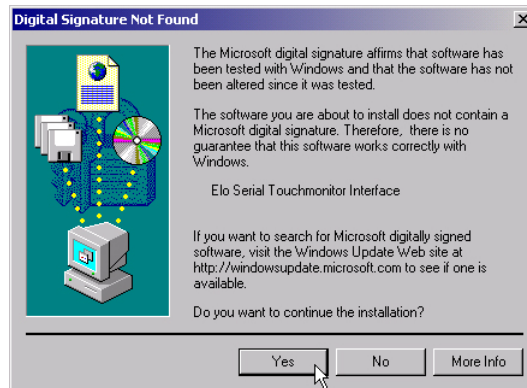 Digital Signature Not Found
The Microsoft digital signature affirms that software has
been tested with Windows and that the software has not
been altered since it was tested.
The software you are about to install does not contain a
Microsoft digital signature. Therefore, there is no
guarantee that this software works correctly with
Windows.
Elo Serial Touchmonitor Interface
If you want to search for Microsoft digitally signed
software, visit the Windows Update Web site at
http://windowsupdate.microsoft.com to see if one is
available.
Do you want to continue the installation?
Yes No More Info